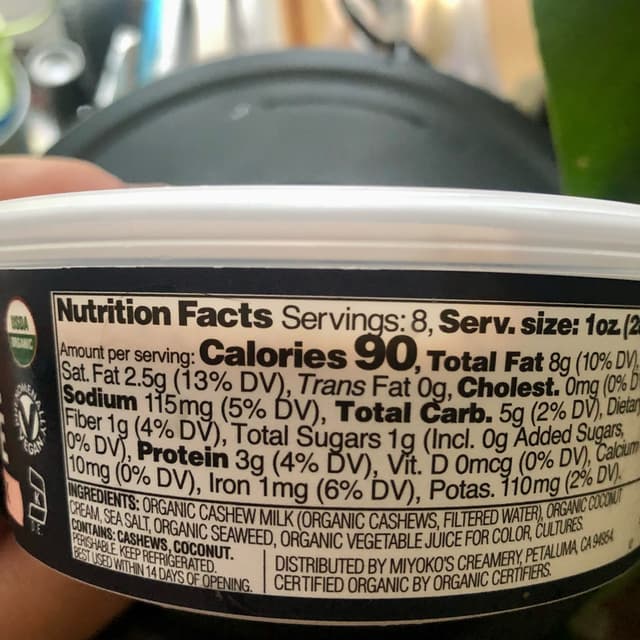 Nutrition Facts Servings: 8, Serv. size: 1oz. (2
Amount per serving: Calories 90, Total Fat 8g (10% DV),
Sat. Fat 2.5g (13% DV), Trans Fat 0g, Cholest. 0mg (0% D
Sodium 115mg (5% DV), Total Carb. 5g (2% DV), Dietar
Fiber 1g (4% DV), Total Sugars 1g (Incl. 0g Added Sugars,
0% DV), Protein 3g (4% DV), Vit. D 0mcg (0% DV), Calcium
10mg (0% DV), Iron 1mg (6% DV), Potas. 110mg (2% DV).
INGREDIENTS: ORGANIC CASHEW MILK (ORGANIC CASHEWS, FILTERED WATER), ORGANIC COCONUT
CREAM, SEA SALT, ORGANIC SEAWEED, ORGANIC VEGETABLE JUICE FOR COLOR, CULTURES.
CONTAINS: CASHEWS, COCONUT.
PERISHABLE. KEEP REFRIGERATED.
BEST USED WITHIN 14 DAYS OF OPENING.
DISTRIBUTED BY MIYOKO'S CREAMERY, PETALUMA, CA 94954.
CERTIFIED ORGANIC BY ORGANIC CERTIFIERS.
USDA
ORGANIC
V
VEGAN